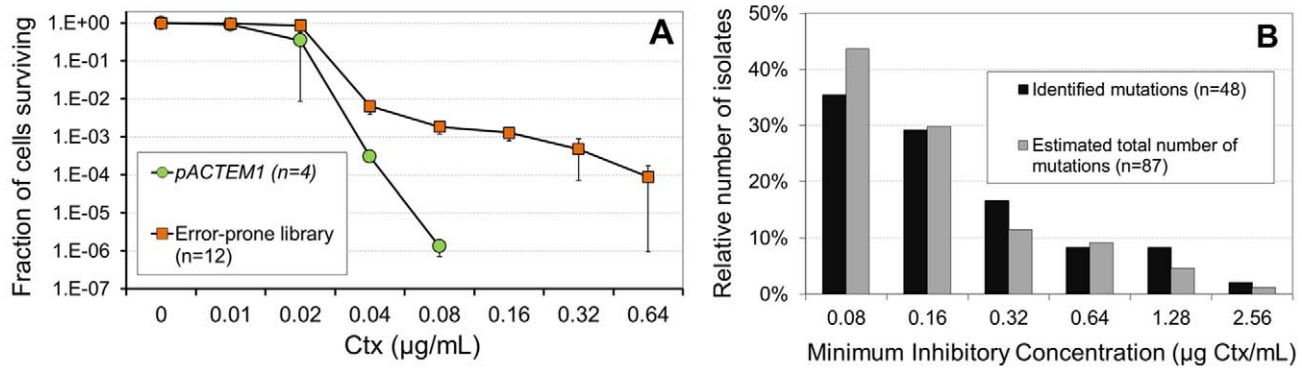 A
Fraction of cells surviving
1.E+00
1.E-01
1.E-02
1.E-03
1.E-04
1.E-05
1.E-06
1.E-07
pACTEM1 (n=4)
Error-prone library
(n=12)
0 0.01 0.02 0.04 0.08 0.16 0.32 0.64
Ctx (µg/mL)
B
Relative number of isolates
50%
40%
30%
20%
10%
0%
Identified mutations (n=48)
Estimated total number of
mutations (n=87)
0.08 0.16 0.32 0.64 1.28 2.56
Minimum Inhibitory Concentration (µg Ctx/mL)